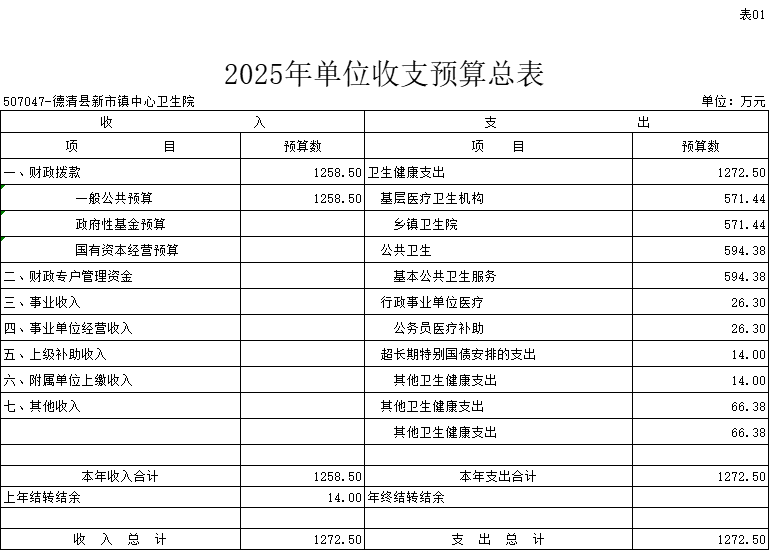 表01
2025年单位收支预算总表
507047-德清县新市镇中心卫生院 单位：万元
收 入 支 出
项 目 预算数 项 目 预算数
一、财政拨款 1258.50 卫生健康支出 1272.50
一般公共预算 1258.50 基层医疗卫生机构 571.44
政府性基金预算 乡镇卫生院 571.44
国有资本经营预算 公共卫生 594.38
二、财政专户管理资金 基本公共卫生服务 594.38
三、事业收入 行政事业单位医疗 26.30
四、事业单位经营收入 公务员医疗补助 26.30
五、上级补助收入 超长期特别国债安排的支出 14.00
六、附属单位上缴收入 其他卫生健康支出 14.00
七、其他收入 其他卫生健康支出 66.38
其他卫生健康支出 66.38
本年收入合计 1258.50 本年支出合计 1272.50
上年结转结余 14.00 年终结转结余
收 入 总 计 1272.50 支 出 总 计 1272.50